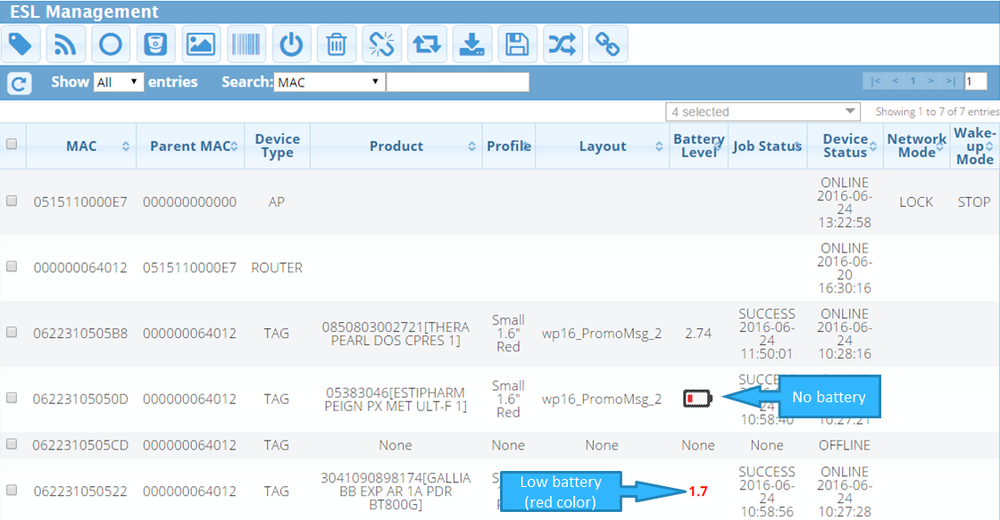 ESL Management
Show All entries Search: MAC 1 1
4 selected Showing 1 to 7 of 7 entries
MAC Parent MAC Device Type Product Profile Layout Battery Level Job Status Device Status Network Mode Wake-up Mode
0515110000E7 000000000000 AP ONLINE 2016-06-24 13:22:58 LOCK STOP
000000064012 0515110000E7 ROUTER ONLINE 2016-06-20 16:30:16
0622310505B8 000000064012 TAG 0850803002721[THERA PEARL DOS CPRES 1] Small 1.6" Red wp16_PromoMsg_2 2.74 SUCCESS 2016-06-24 11:50:01 ONLINE 2016-06-24 10:28:16
06223105050D 000000064012 TAG 05383046[ESTIPHARM PEIGN PX MET ULT-F 1] Small 1.6" Red wp16_PromoMsg_2 No battery 10:58:40 10:27:21
0622310505CD 000000064012 TAG None None None None None OFFLINE
062231050522 000000064012 TAG 3041090898174[GALLIA BB EXP AR 1A PDR BT800G] Low battery (red color) 1.7 SUCCESS 2016-06-24 10:58:56 ONLINE 2016-06-24 10:27:28